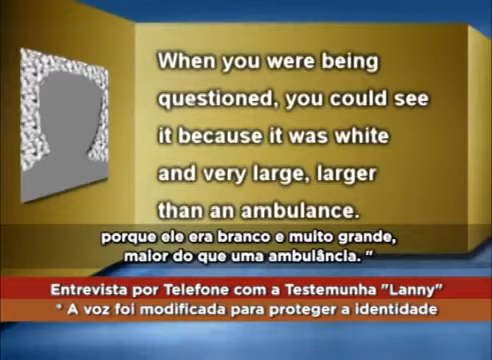 When you were being
questioned, you could see
it because it was white
and very large, larger
than an ambulance.
porque ele era branco e muito grande,
maior do que uma ambulância. "
Entrevista por Telefone com a Testemunha "Lanny"
* A voz foi modificada para proteger a identidade